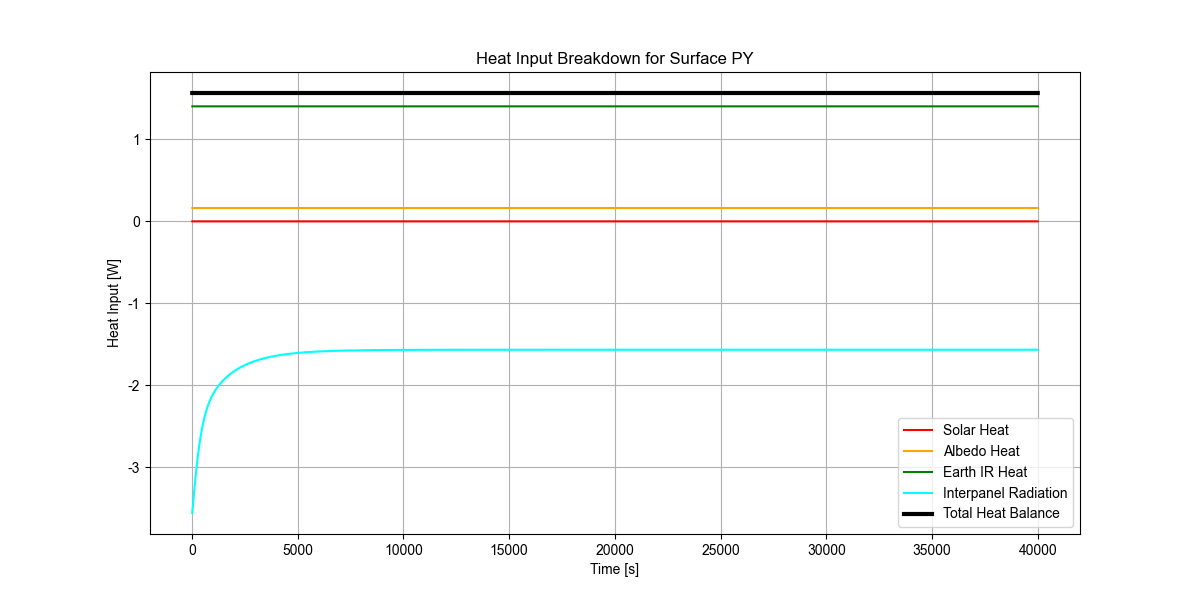 Heat Input Breakdown for Surface PY
Heat Input [W]
1
0
-1
-2
-3
0 5000 10000 15000 20000 25000 30000 35000 40000
Time [s]
Solar Heat
Albedo Heat
Earth IR Heat
Interpanel Radiation
Total Heat Balance